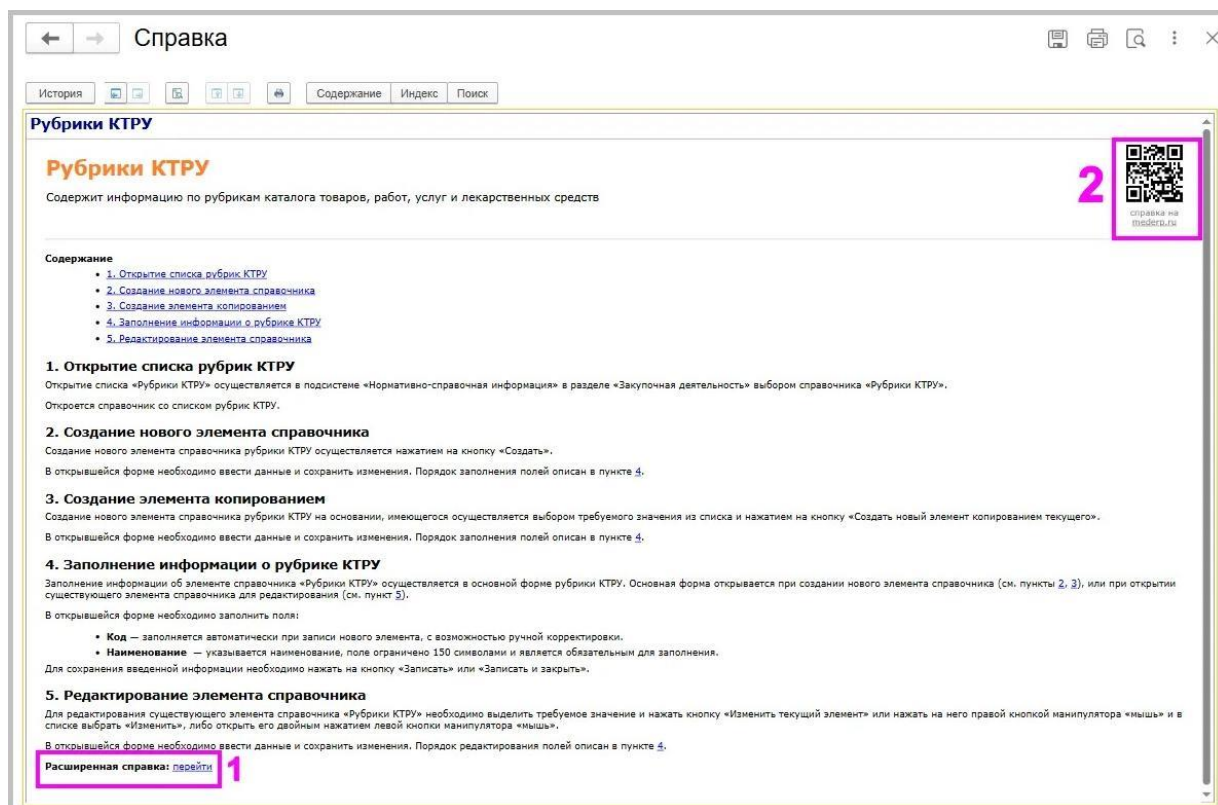 Справка
История
Содержание
Индекс
Поиск
Рубрики КТРУ
Рубрики КТРУ
Содержит информацию по рубрикам каталога товаров, работ, услуг и лекарственных средств
2
справка на
mederp.ru
Содержание
• 1. Открытие списка рубрик КТРУ
• 2. Создание нового элемента справочника
• 3. Создание элемента копированием
• 4. Заполнение информации о рубрике КТРУ
• 5. Редактирование элемента справочника
1. Открытие списка рубрик КТРУ
Открытие списка «Рубрики КТРУ» осуществляется в подсистеме «Нормативно-справочная информация» в разделе «Закупочная деятельность» выбором справочника «Рубрики КТРУ».
Откроется справочник со списком рубрик КТРУ.
2. Создание нового элемента справочника
Создание нового элемента справочника рубрики КТРУ осуществляется нажатием на кнопку «Создать».
В открывшейся форме необходимо ввести данные и сохранить изменения. Порядок заполнения полей описан в пункте 4.
3. Создание элемента копированием
Создание нового элемента справочника рубрики КТРУ на основании, имеющегося осуществляется выбором требуемого значения из списка и нажатием на кнопку «Создать новый элемент копированием текущего».
В открывшейся форме необходимо ввести данные и сохранить изменения. Порядок заполнения полей описан в пункте 4.
4. Заполнение информации о рубрике КТРУ
Заполнение информации об элементе справочника «Рубрики КТРУ» осуществляется в основной форме рубрики КТРУ. Основная форма открывается при создании нового элемента справочника (см. пункты 2, 3), или при открытии
существующего элемента справочника для редактирования (см. пункт 5).
В открывшейся форме необходимо заполнить поля:
• Код — заполняется автоматически при записи нового элемента, с возможностью ручной корректировки.
• Наименование — указывается наименование, поле ограничено 150 символами и является обязательным для заполнения.
Для сохранения введенной информации необходимо нажать на кнопку «Записать» или «Записать и закрыть».
5. Редактирование элемента справочника
Для редактирования существующего элемента справочника «Рубрики КТРУ» необходимо выделить требуемое значение и нажать кнопку «Изменить текущий элемент» или нажать на него правой кнопкой манипулятора «мышь» и в
списке выбрать «Изменить», либо открыть его двойным нажатием левой кнопки манипулятора «мышь».
В открывшейся форме необходимо ввести данные и сохранить изменения. Порядок редактирования полей описан в пункте 4.
Расширенная справка: перейти
1